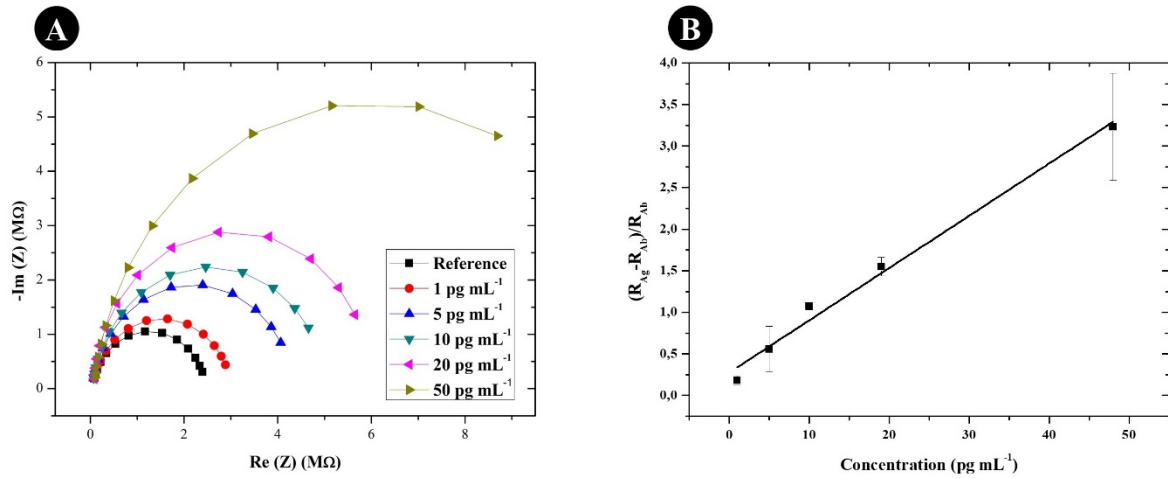 A
6
5
4
3
2
1
0
-Im (Z) (MΩ)
0
2
4
6
8
Re (Z) (MΩ)
Reference
1 pg mL⁻¹
5 pg mL⁻¹
10 pg mL⁻¹
20 pg mL⁻¹
50 pg mL⁻¹
B
4,0
3,5
3,0
2,5
2,0
1,5
1,0
0,5
0,0
(R_Ag-R_Ab)/R_Ab
0
10
20
30
40
50
Concentration (pg mL⁻¹)